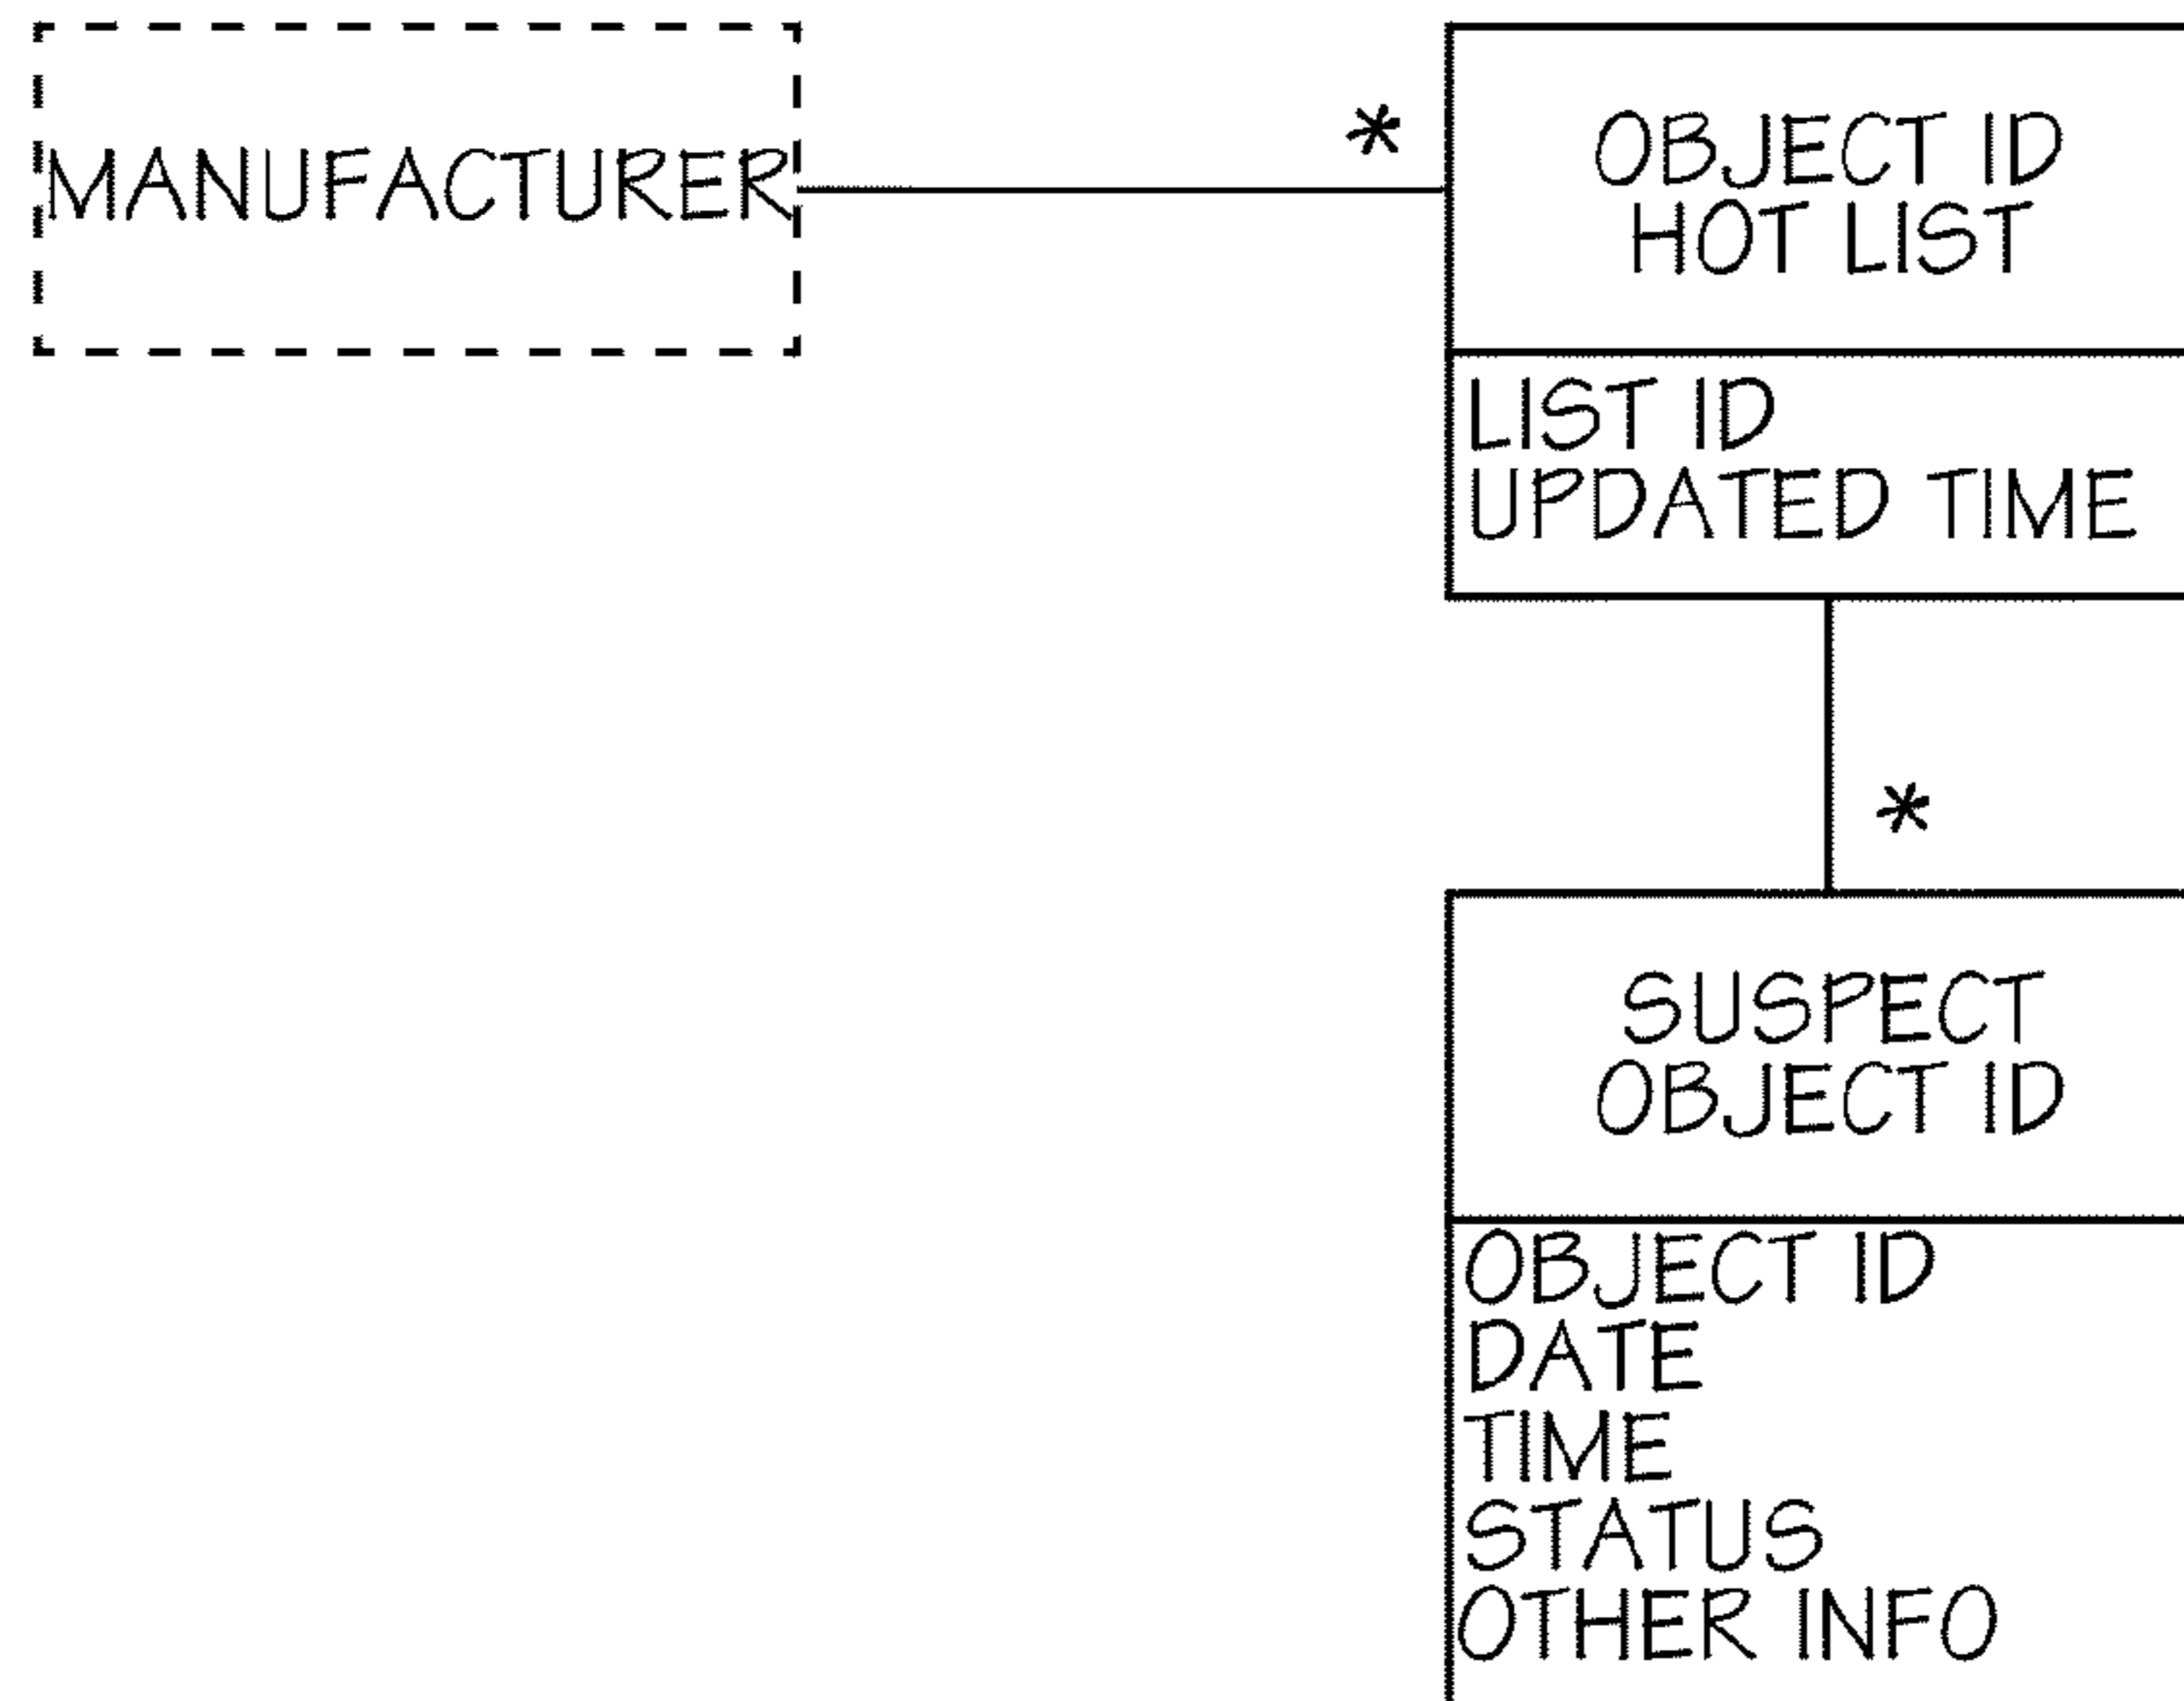 MANUFACTURER
*
OBJECT ID
HOT LIST
LIST ID
UPDATED TIME
*
SUSPECT
OBJECT ID
OBJECT ID
DATE
TIME
STATUS
OTHER INFO